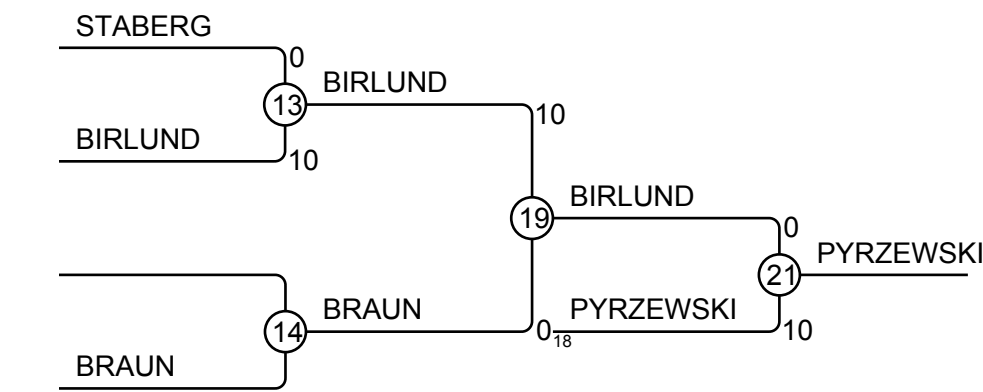 STABERG
0
13
BIRLUND
10
BIRLUND
10
19
BIRLUND
0
21
PYRZEWSKI
14
BRAUN
0
18
PYRZEWSKI
10
BRAUN